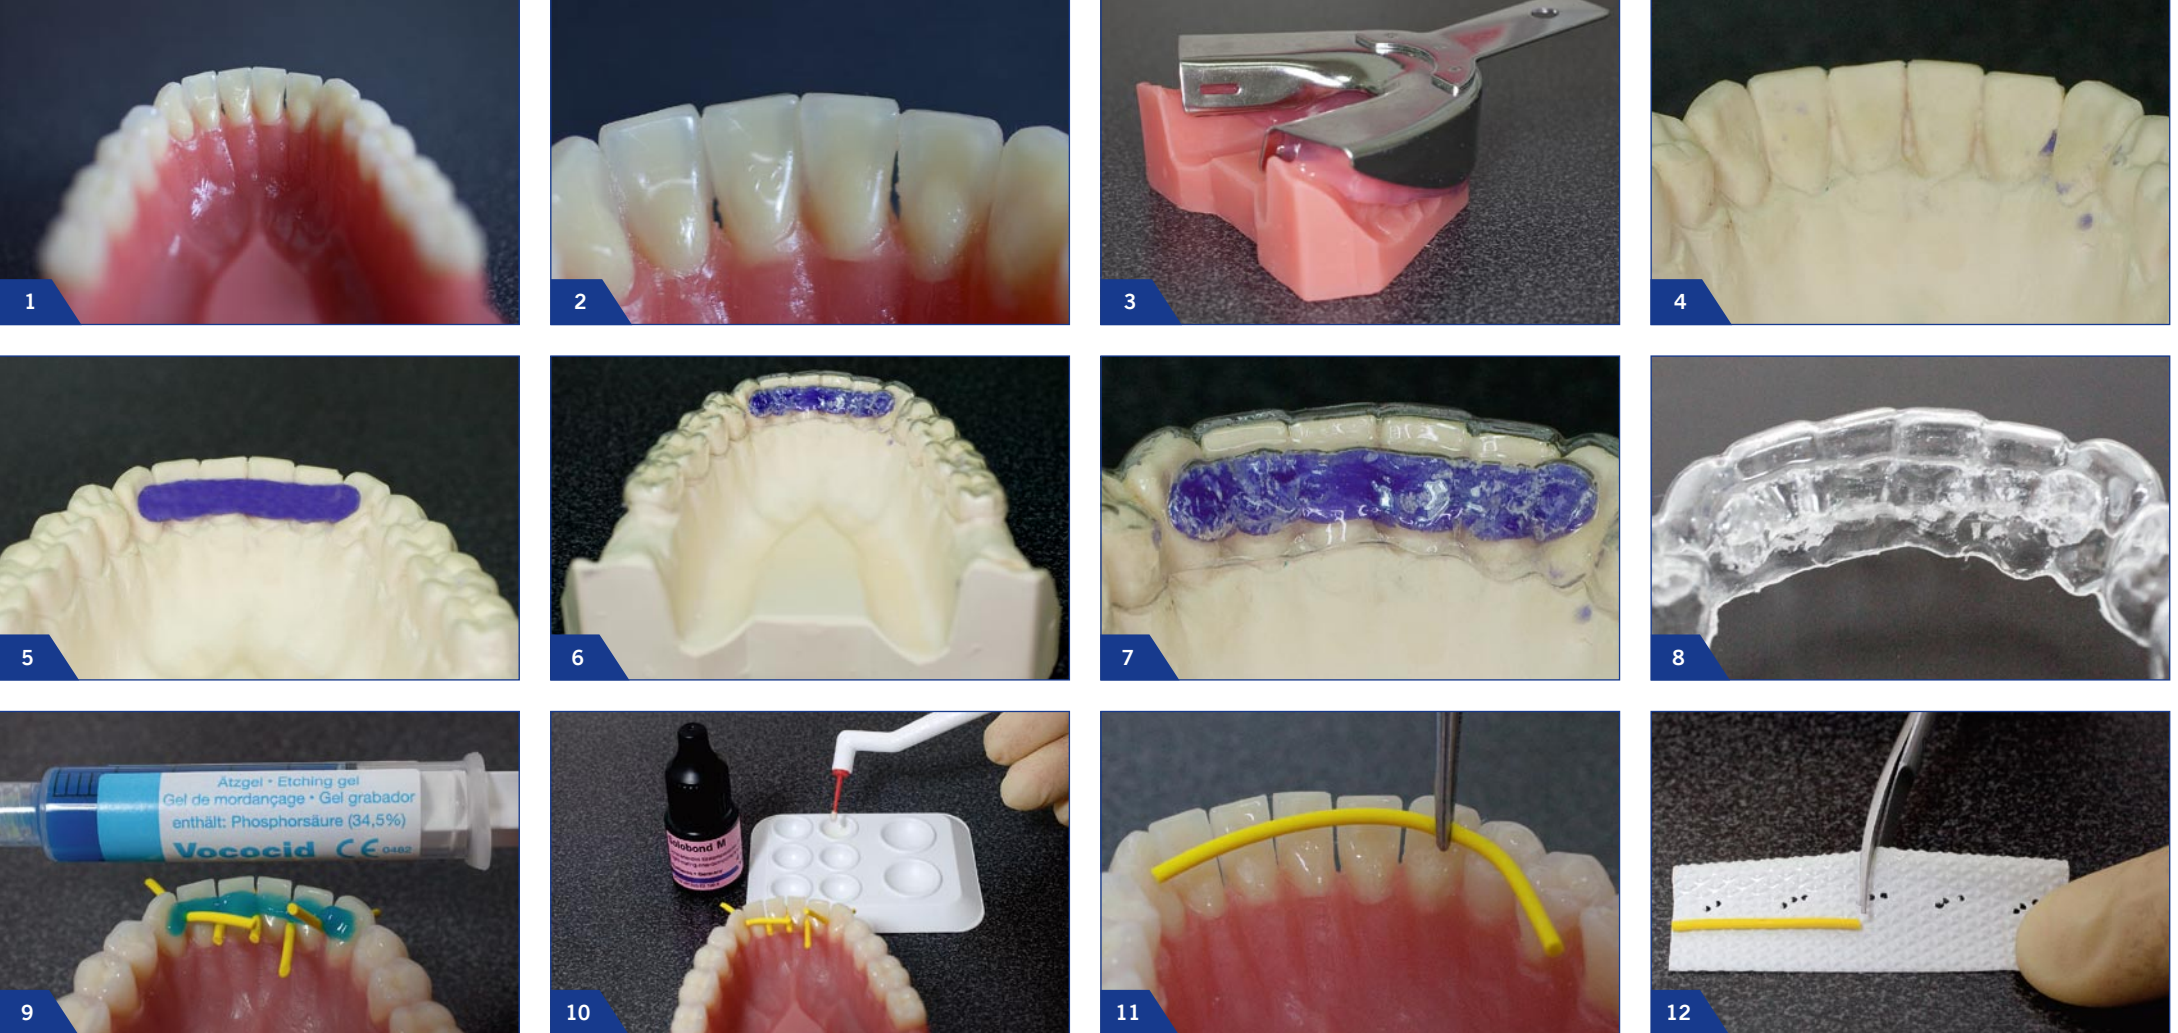 1
2
3
4
5
6
7
8
Ätzgel • Etching gel
Gel de mordançage • Gel grabador
enthält: Phosphorsäure (34,5%)
Vococid CE 0482
9
Solobond M
10
11
12